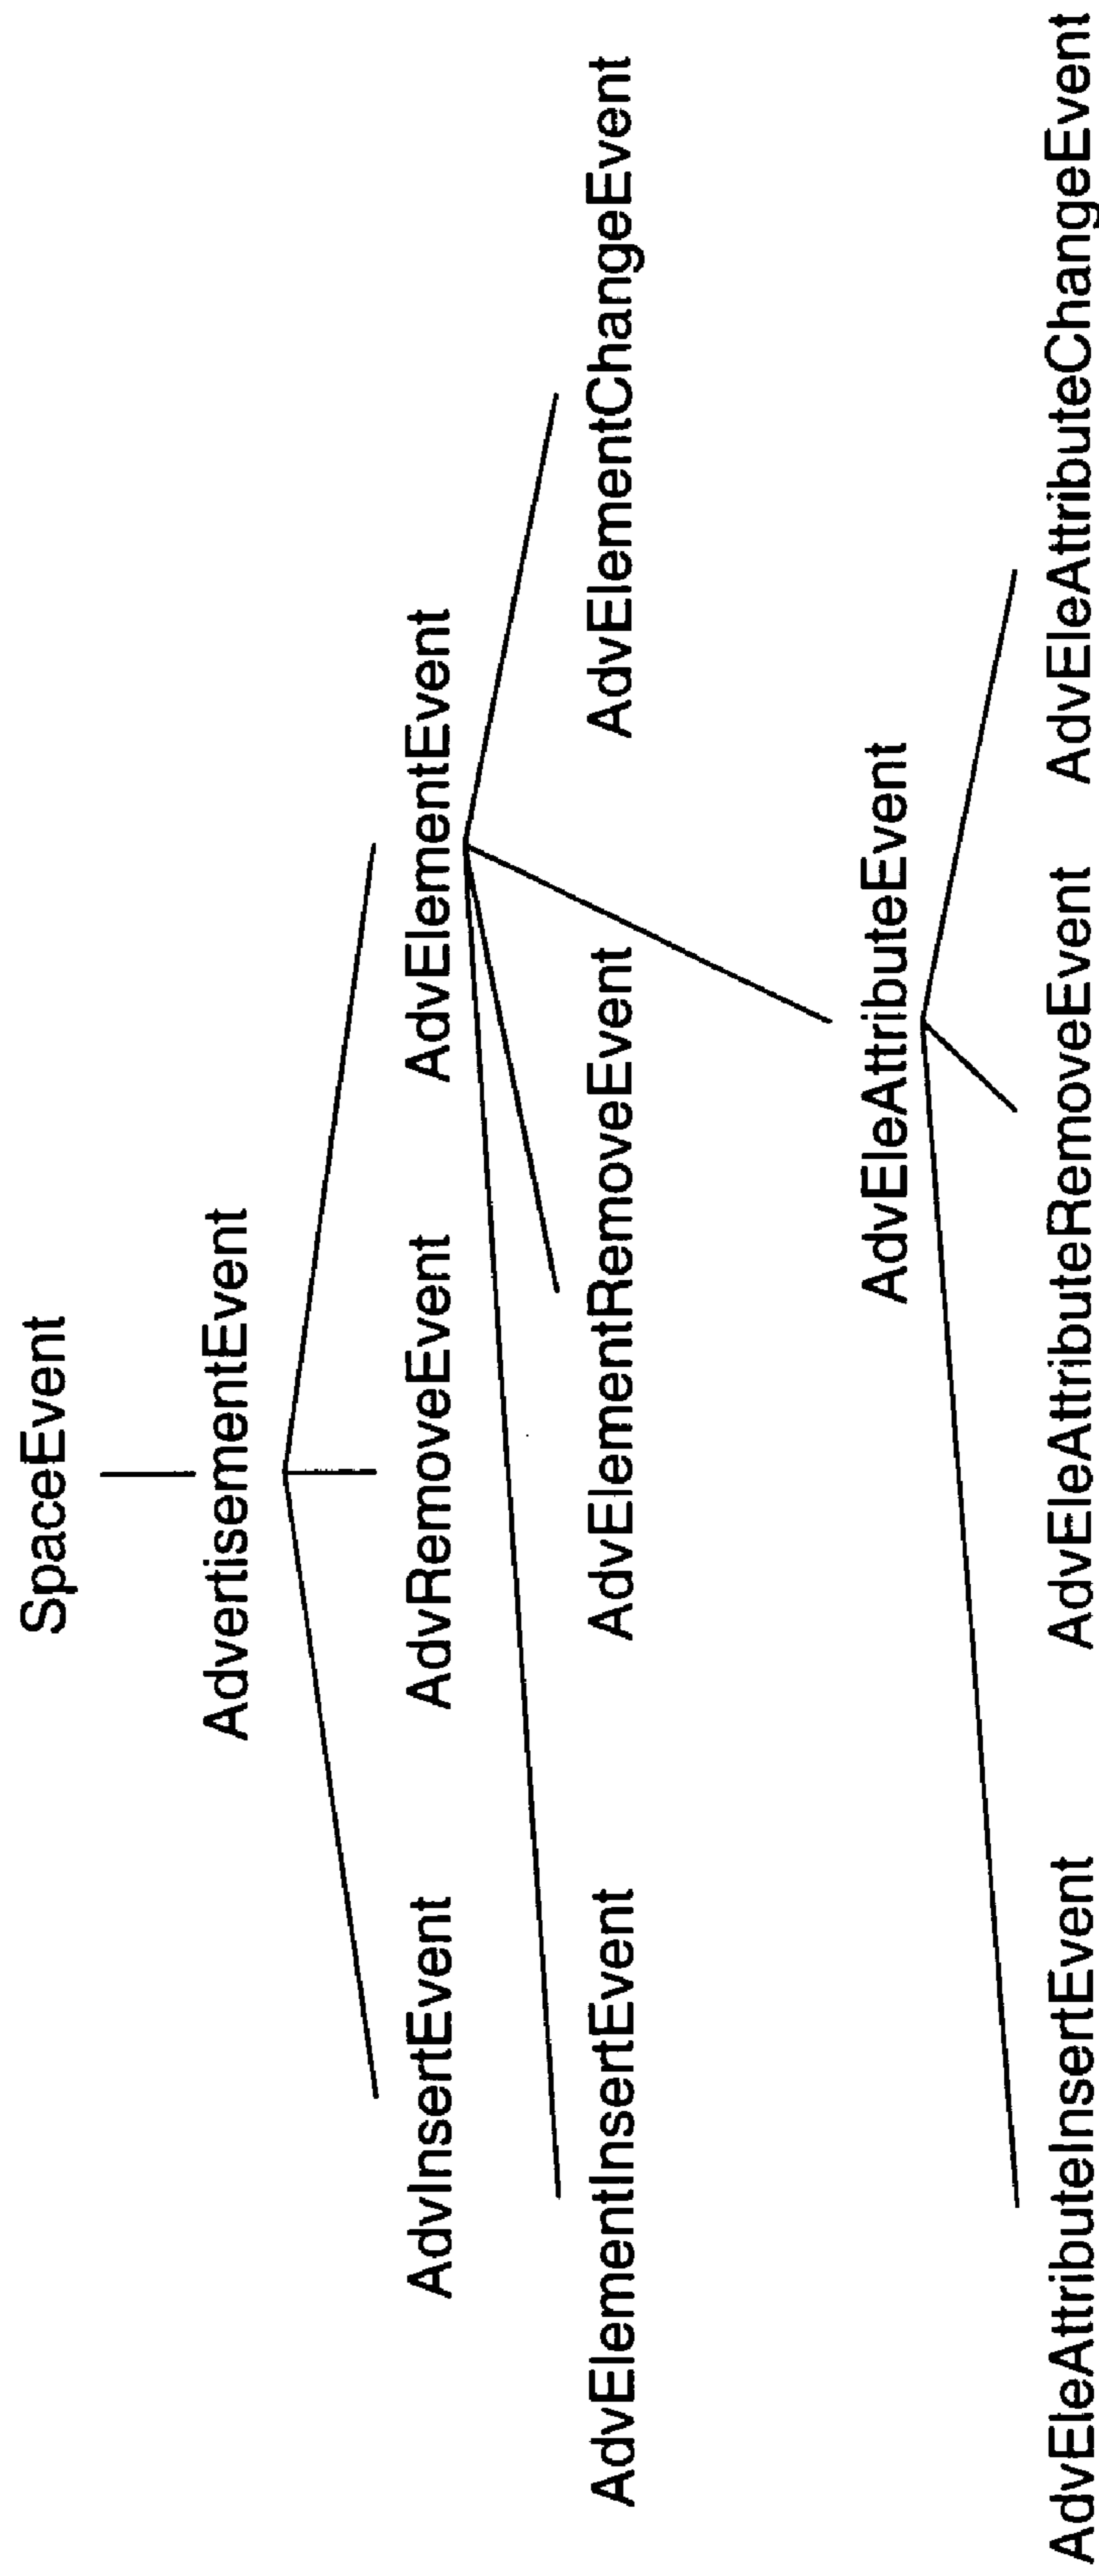 SpaceEvent
AdvertisementEvent
AdvInsertEvent AdvRemoveEvent AdvElementEvent
AdvElementInsertEvent AdvElementRemoveEvent AdvElementChangeEvent
AdvEleAttributeEvent
AdvEleAttributeInsertEvent AdvEleAttributeRemoveEvent AdvEleAttributeChangeEvent